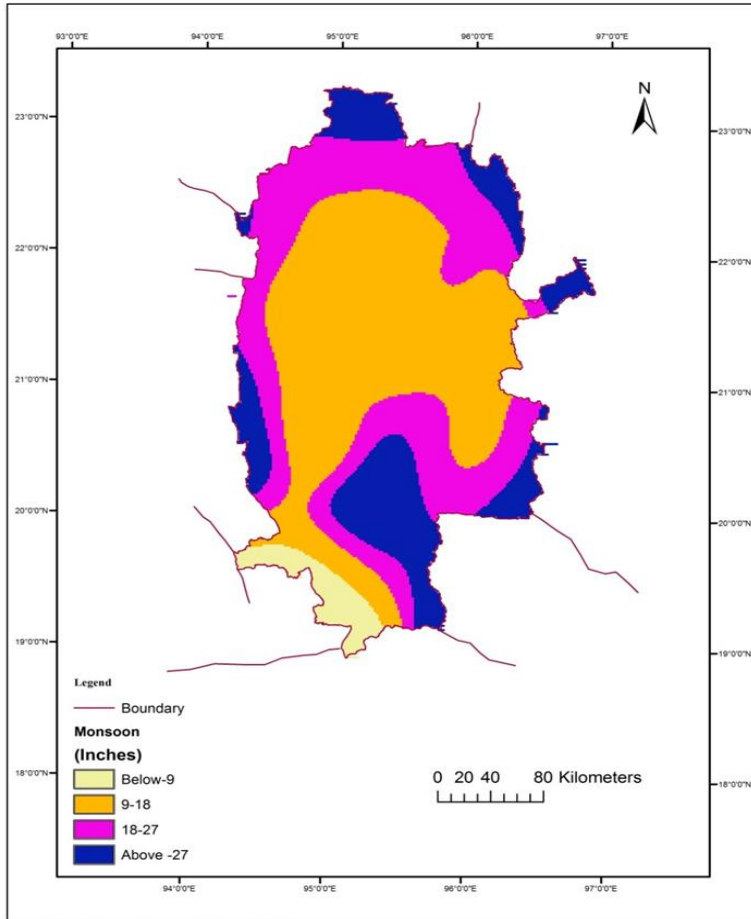 93°0'0"E 94°0'0"E 95°0'0"E 96°0'0"E 97°0'0"E
N
23°0'0"N 23°0'0"N
22°0'0"N 22°0'0"N
21°0'0"N 21°0'0"N
20°0'0"N 20°0'0"N
19°0'0"N 19°0'0"N
Legend
Boundary
Monsoon
(Inches)
18°0'0"N 18°0'0"N
0 20 40 80 Kilometers
Below-9
9-18
18-27
Above -27
94°0'0"E 95°0'0"E 96°0'0"E 97°0'0"E